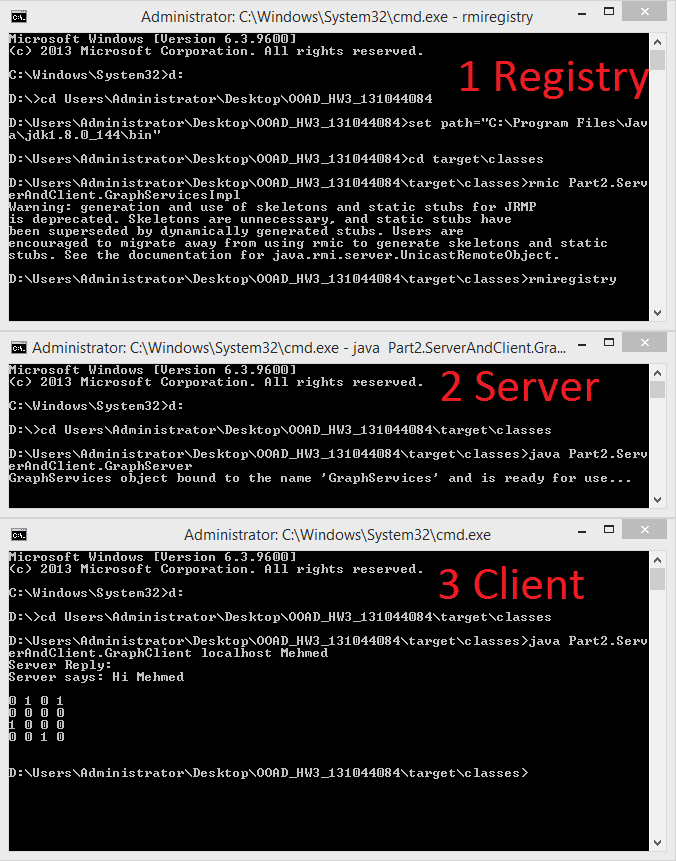 Administrator: C:\Windows\System32\cmd.exe - rmiregistry
Microsoft Windows [Version 6.3.9600]
(c) 2013 Microsoft Corporation. All rights reserved.
C:\Windows\System32>d:
1 Registry
D:\>cd Users\Administrator\Desktop\OOAD_HW3_131044084
D:\Users\Administrator\Desktop\OOAD_HW3_131044084>set path="C:\Program Files\Jav
a\jdk1.8.0_144\bin"
D:\Users\Administrator\Desktop\OOAD_HW3_131044084>cd target\classes
D:\Users\Administrator\Desktop\OOAD_HW3_131044084\target\classes>rmic Part2.Serv
erAndClient.GraphServicesImpl
Warning: generation and use of skeletons and static stubs for JRMP
is deprecated. Skeletons are unnecessary, and static stubs have
been superseded by dynamically generated stubs. Users are
encouraged to migrate away from using rmic to generate skeletons and static
stubs. See the documentation for java.rmi.server.UnicastRemoteObject.
D:\Users\Administrator\Desktop\OOAD_HW3_131044084\target\classes>rmiregistry
Administrator: C:\Windows\System32\cmd.exe - java  Part2.ServerAndClient.Gra...
Microsoft Windows [Version 6.3.9600]
(c) 2013 Microsoft Corporation. All rights reserved.
2 Server
C:\Windows\System32>d:
D:\>cd Users\Administrator\Desktop\OOAD_HW3_131044084\target\classes
D:\Users\Administrator\Desktop\OOAD_HW3_131044084\target\classes>java Part2.Serv
erAndClient.GraphServer
GraphServices object bound to the name 'GraphServices' and is ready for use...
Administrator: C:\Windows\System32\cmd.exe
Microsoft Windows [Version 6.3.9600]
(c) 2013 Microsoft Corporation. All rights reserved.
3 Client
C:\Windows\System32>d:
D:\>cd Users\Administrator\Desktop\OOAD_HW3_131044084\target\classes
D:\Users\Administrator\Desktop\OOAD_HW3_131044084\target\classes>java Part2.Serv
erAndClient.GraphClient localhost Mehmed
Server Reply:
Server says: Hi Mehmed
0 1 0 1
0 0 0 0
1 0 0 0
0 0 1 0
D:\Users\Administrator\Desktop\OOAD_HW3_131044084\target\classes>